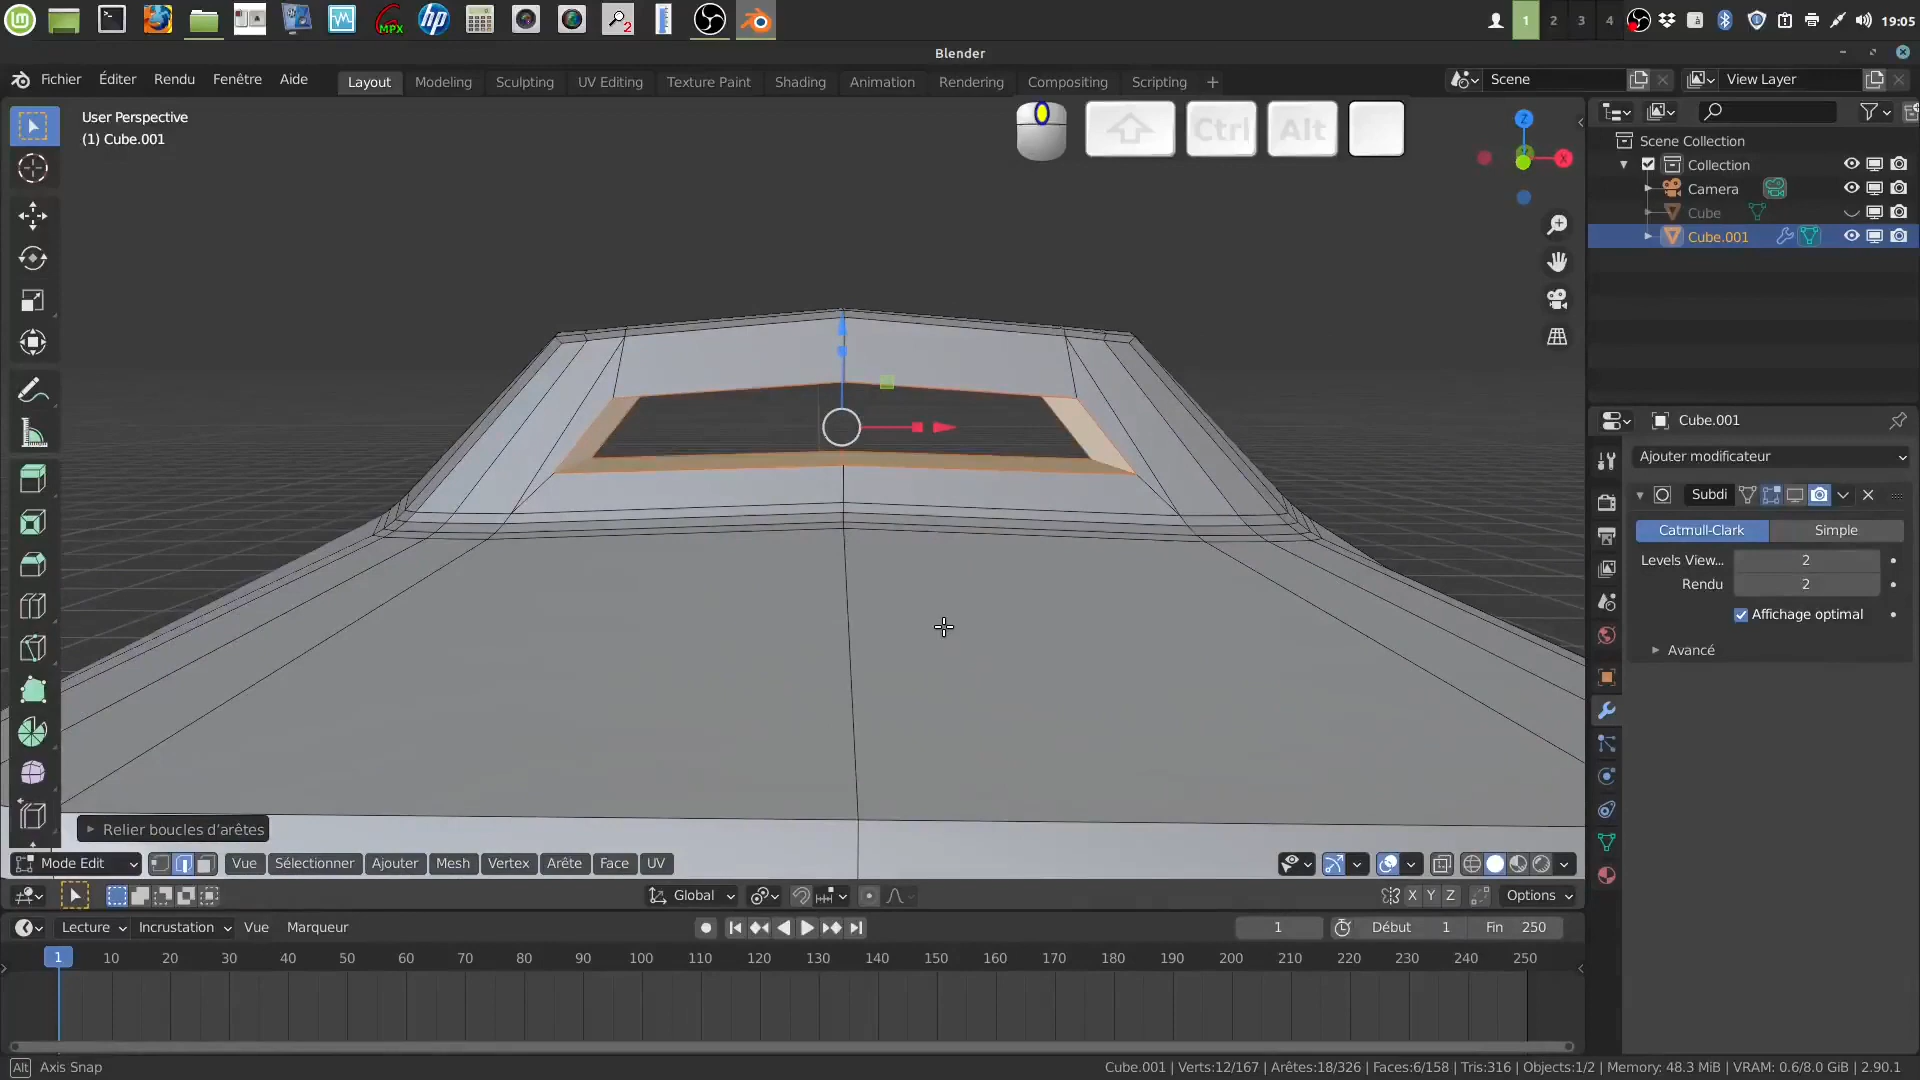 MPX
hp
2
1
2
3
4
à
19:05
Blender
Fichier
Éditer
Rendu
Fenêtre
Aide
Layout
Modeling
Sculpting
UV Editing
Texture Paint
Shading
Animation
Rendering
Compositing
Scripting
+
Scene
View Layer
User Perspective
(1) Cube.001
Ctrl
Alt
Z
X
Scene Collection
Collection
Camera
Cube
Cube.001
Cube.001
Ajouter modificateur
Subdi
Catmull-Clark
Simple
Levels View...
2
Rendu
2
Affichage optimal
Avancé
Relier boucles d'arêtes
Mode Edit
Vue
Sélectionner
Ajouter
Mesh
Vertex
Arête
Face
UV
Global
X
Y
Z
Options
Lecture
Incrustation
Vue
Marqueur
1
Début
1
Fin
250
1
10
20
30
40
50
60
70
80
90
100
110
120
130
140
150
160
170
180
190
200
210
220
230
240
250
Alt
Axis Snap
Cube.001 | Verts:12/167 | Arêtes:18/326 | Faces:6/158 | Tris:316 | Objects:1/2 | Memory: 48.3 MiB | VRAM: 0.6/8.0 GiB | 2.90.1